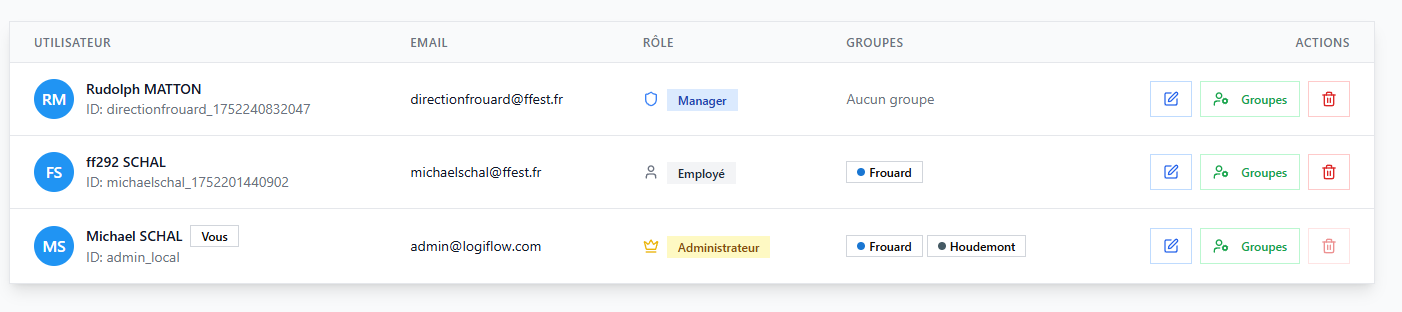 UTILISATEUR EMAIL RÔLE GROUPES ACTIONS
RM Rudolph MATTON
ID: directionfrouard_1752240832047
directionfrouard@ffest.fr Manager Aucun groupe Groupes
FS ff292 SCHAL
ID: michaelschal_1752201440902
michaelschal@ffest.fr Employé Frouard Groupes
MS Michael SCHAL Vous
ID: admin_local
admin@logiflow.com Administrateur Frouard Houdemont Groupes